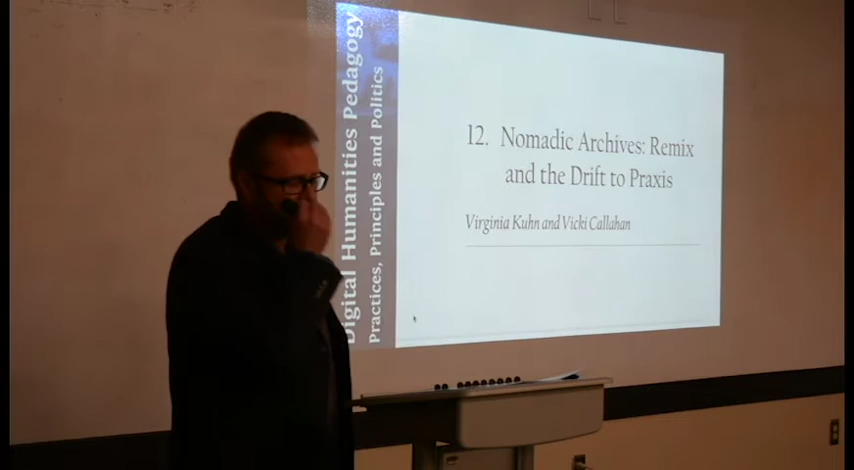 Digital Humanities Pedagogy
Practices, Principles and Politics
12. Nomadic Archives: Remix
and the Drift to Praxis
Virginia Kuhn and Vicki Callahan